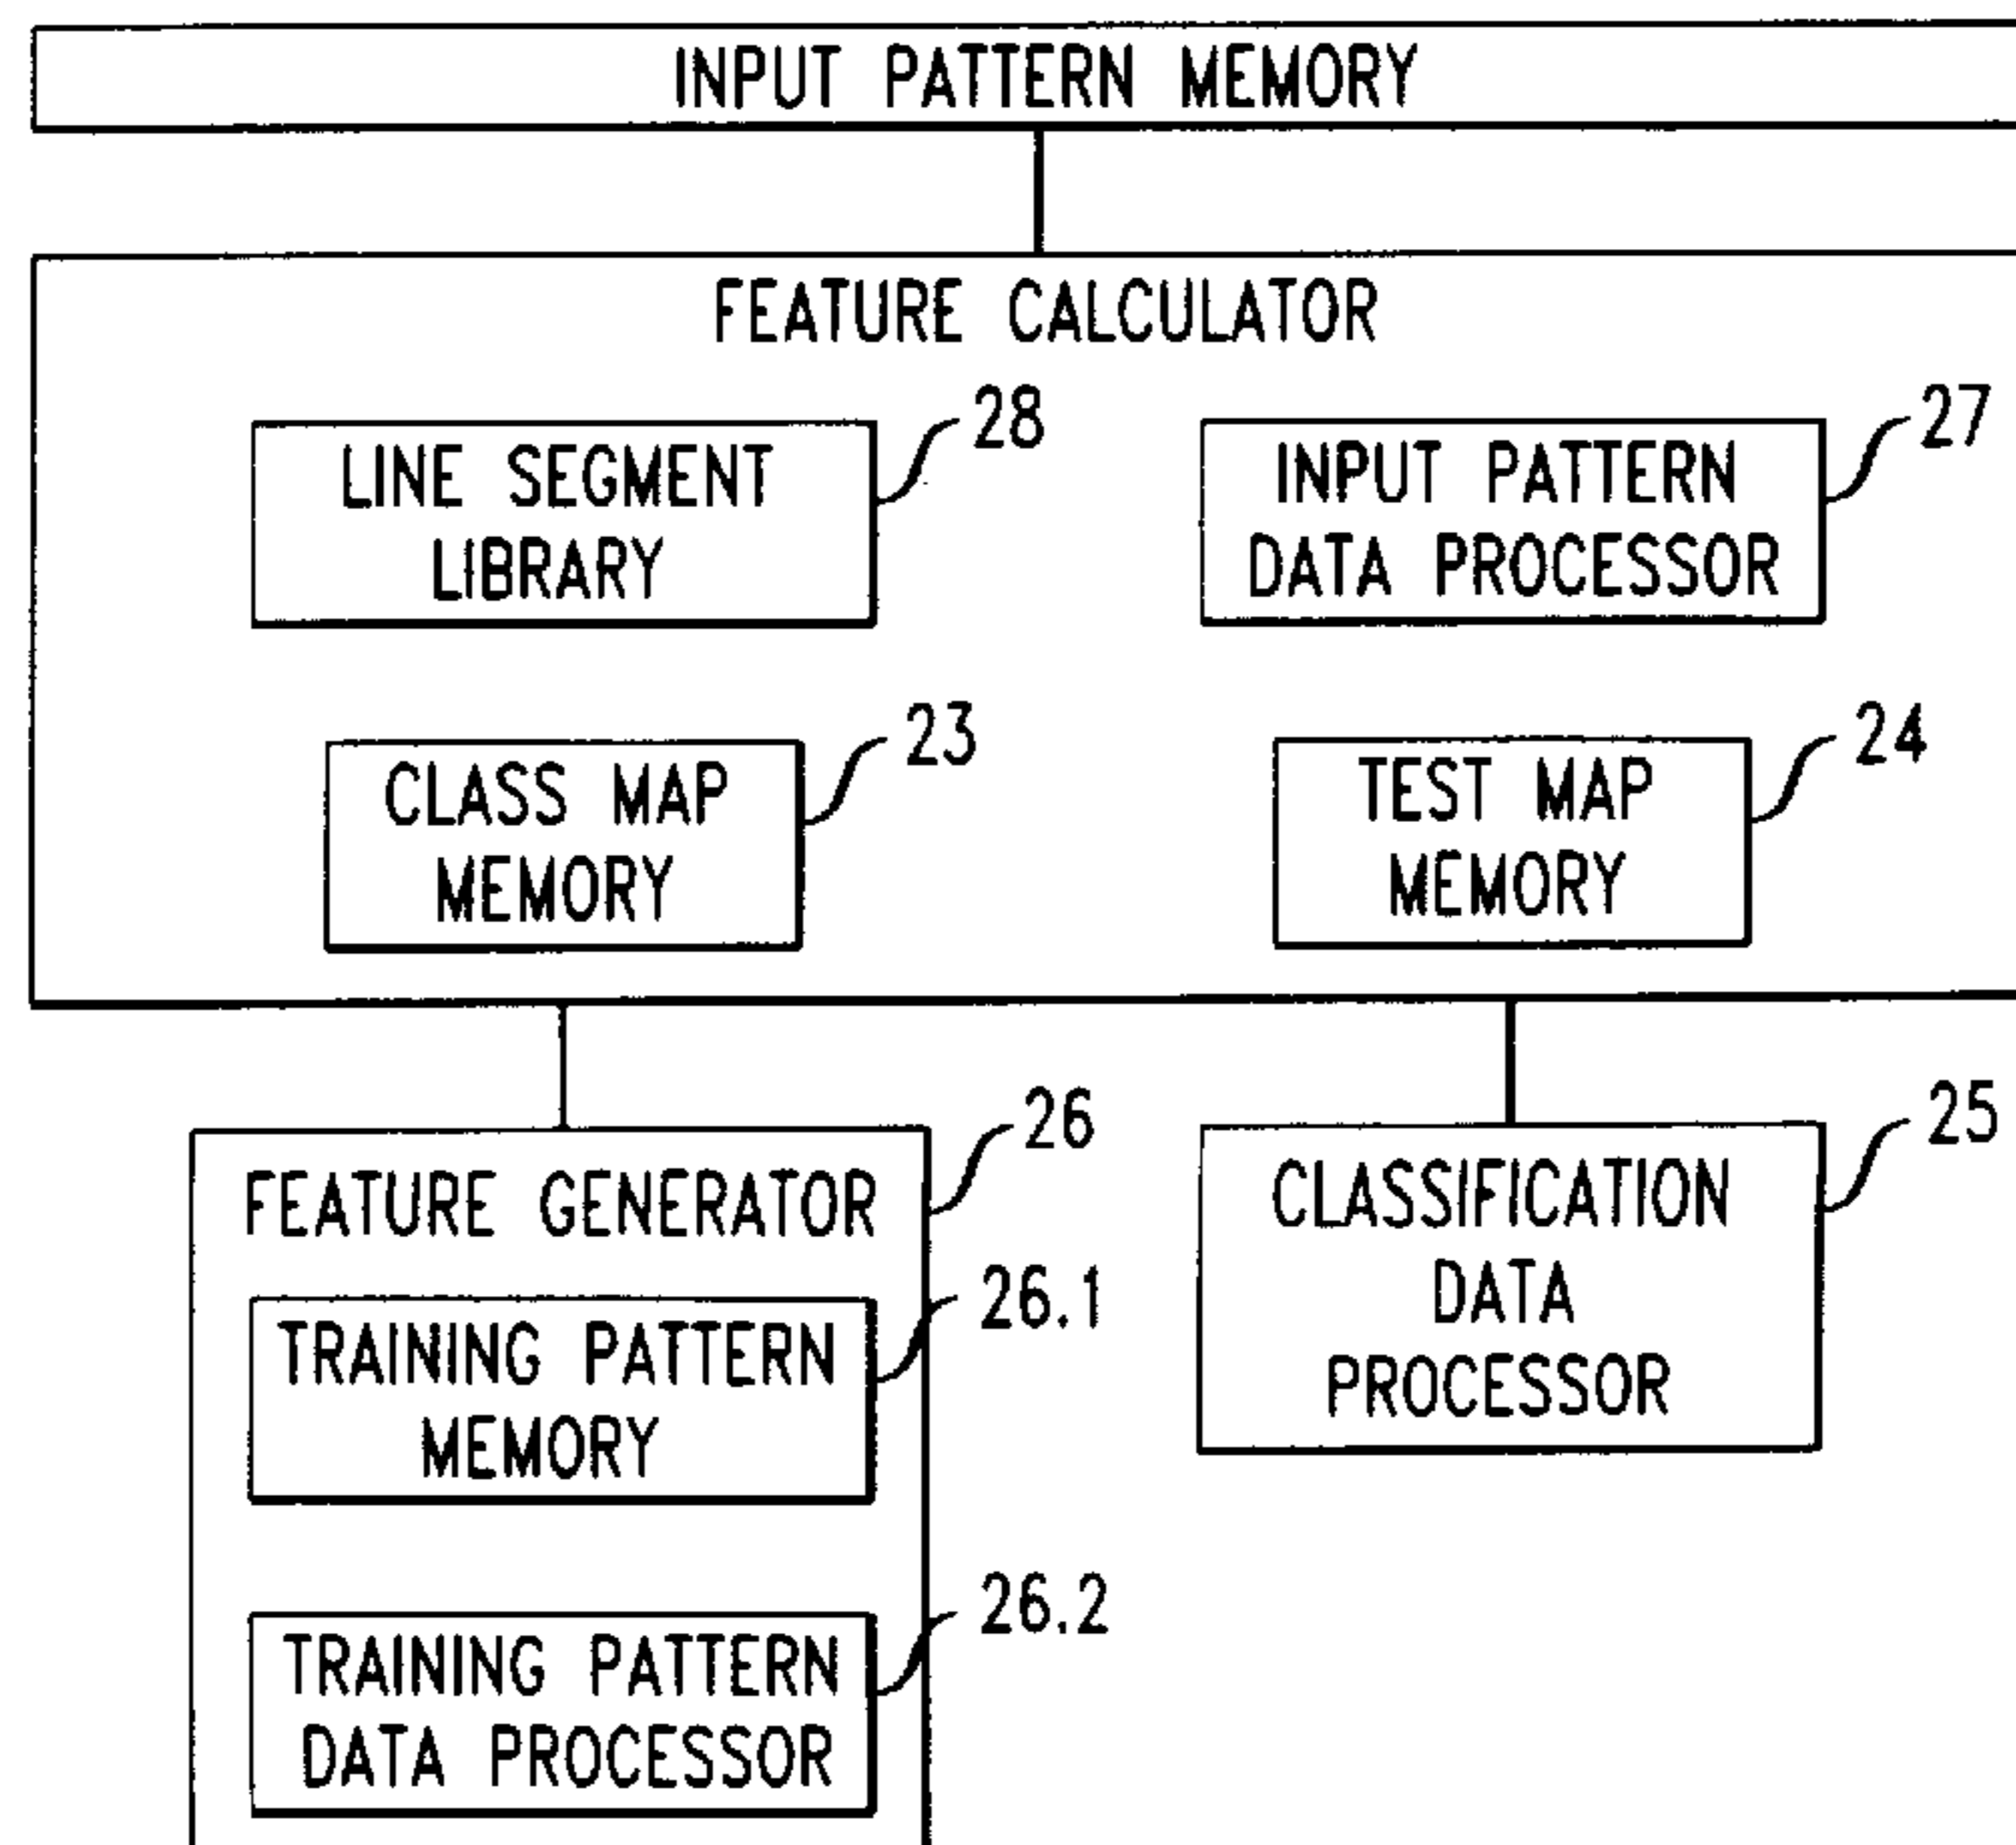 INPUT PATTERN MEMORY
FEATURE CALCULATOR
28
LINE SEGMENT
LIBRARY
27
INPUT PATTERN
DATA PROCESSOR
23
CLASS MAP
MEMORY
24
TEST MAP
MEMORY
26
FEATURE GENERATOR
26.1
TRAINING PATTERN
MEMORY
26.2
TRAINING PATTERN
DATA PROCESSOR
25
CLASSIFICATION
DATA
PROCESSOR